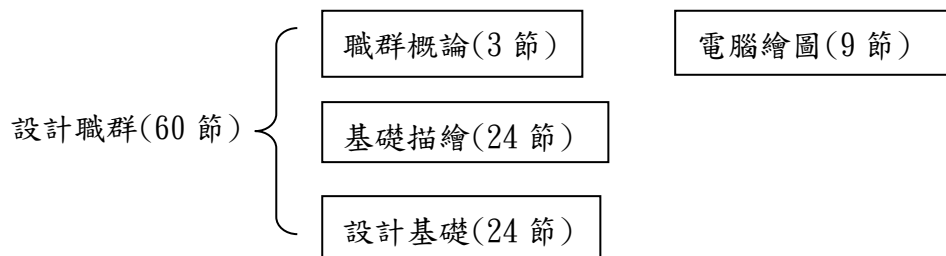 職群概論(3 節)
電腦繪圖(9 節)
設計職群(60 節)
基礎描繪(24 節)
設計基礎(24 節)